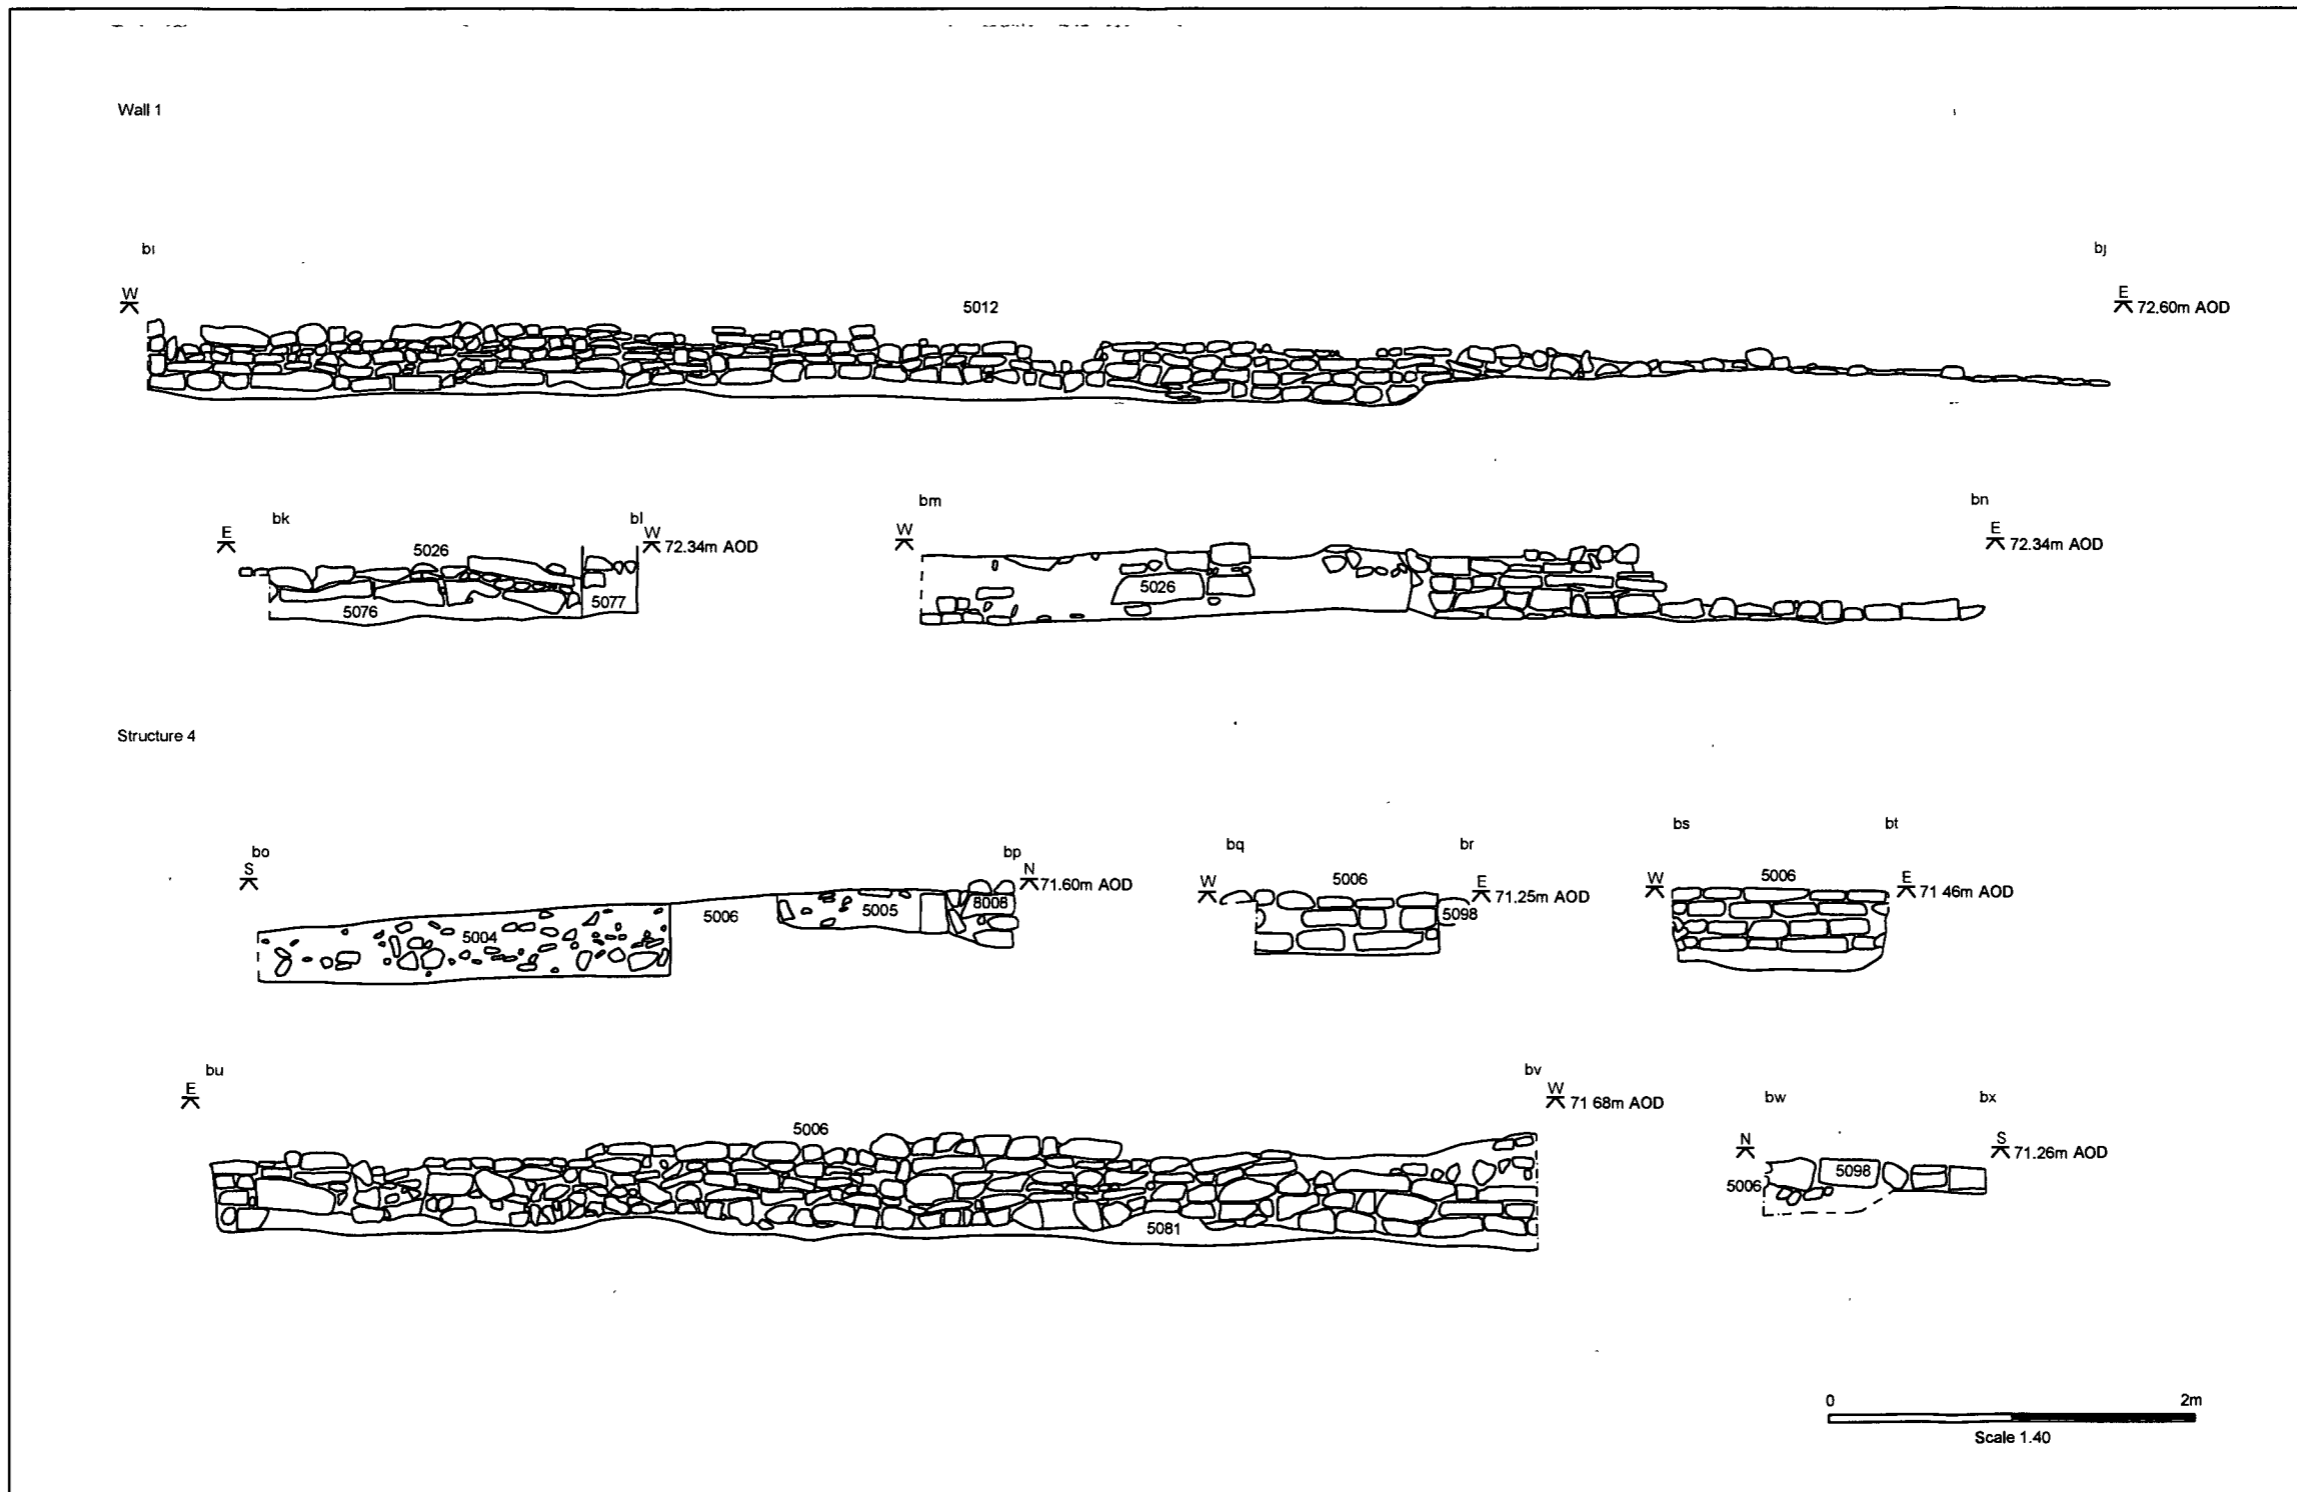 Wall 1
bi
bj
W
5012
E
72.60m AOD
bk
bl
E
5026
W
72.34m AOD
5076
5077
bm
bn
W
E
72.34m AOD
5026
Structure 4
bo
bp
S
N
71.60m AOD
5004
5006
5005
8008
bq
br
W
5006
E
71.25m AOD
5098
bs
bt
W
5006
E
71 46m AOD
bu
bv
E
W
71 68m AOD
5006
5081
bw
bx
N
S
71.26m AOD
5098
5006
0
2m
Scale 1.40